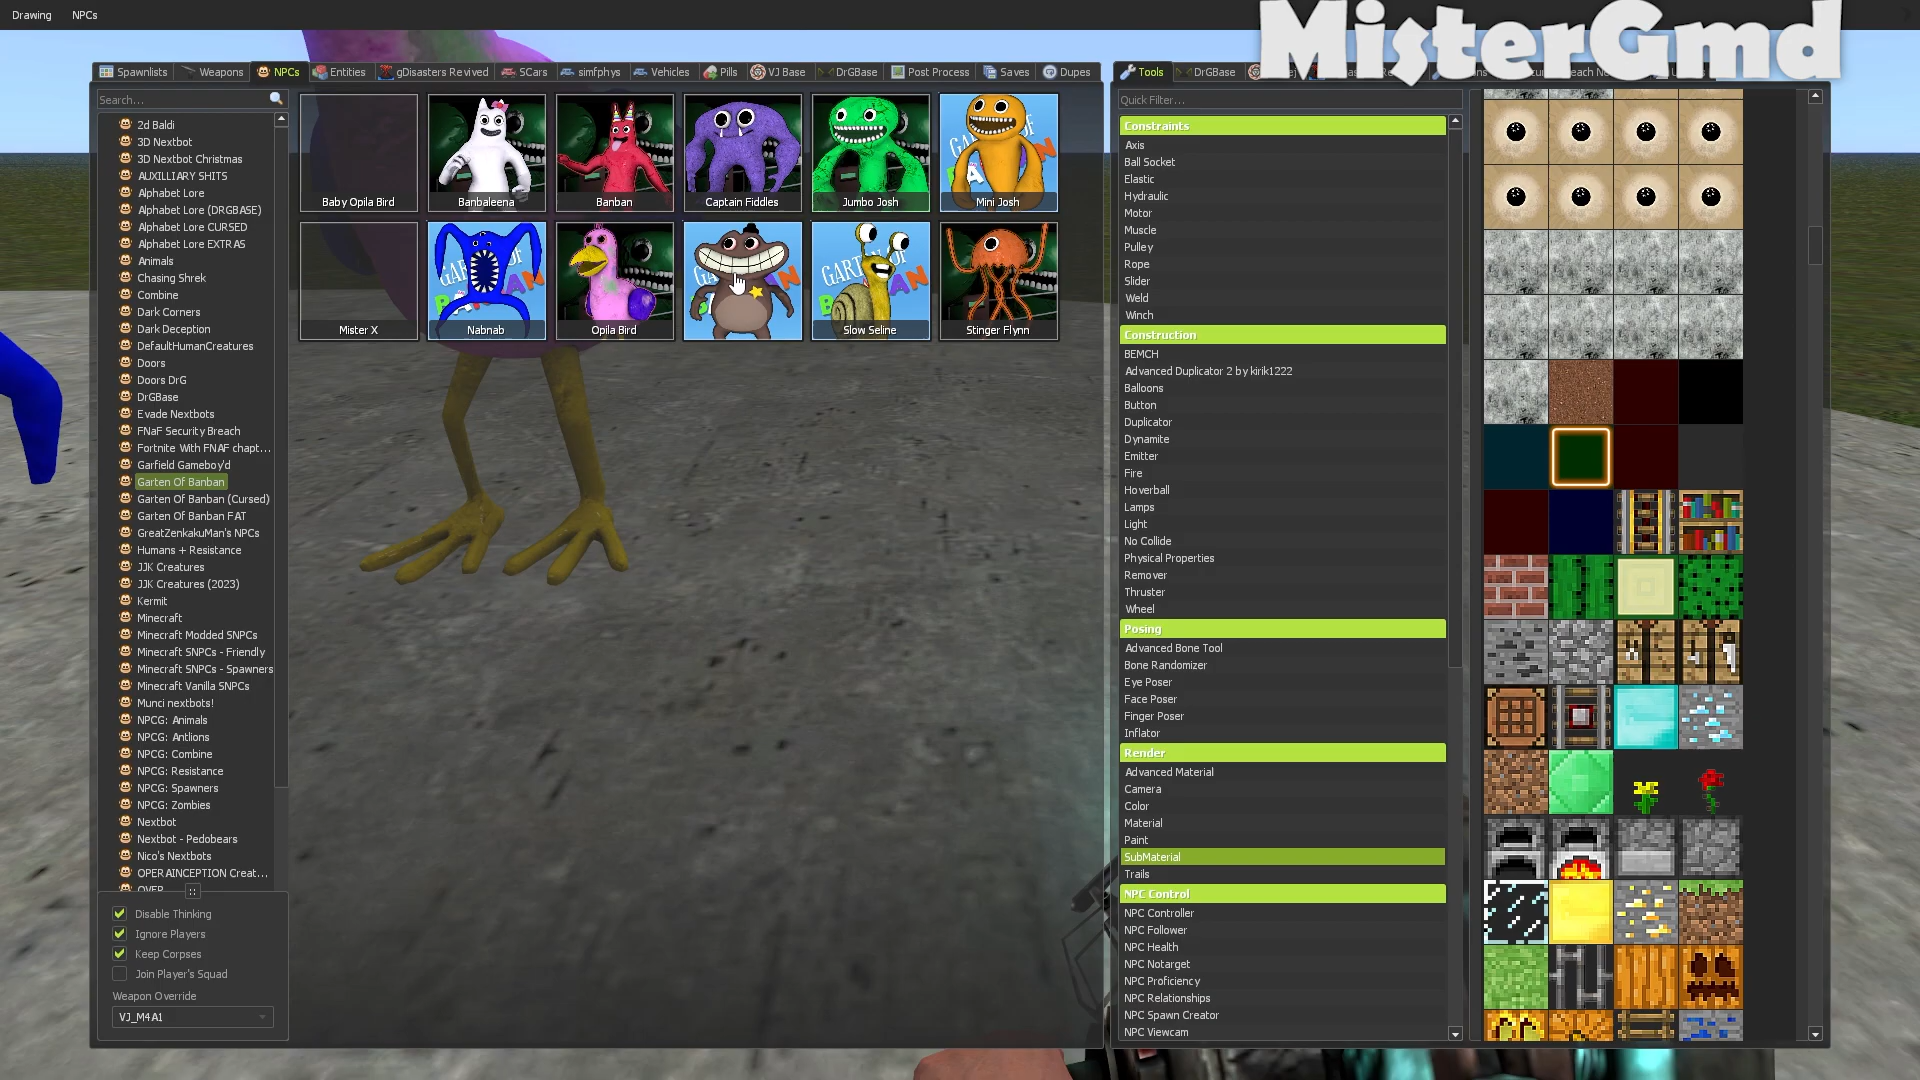 Drawing NPCs
MisterGmd
Spawnlists Weapons NPCs Entities gDisasters Revived SCars simfphys Vehicles Pills VJ Base DrGBase Post Process Saves Dupes
Tools DrGBase
Search...
Quick Filter...
2d Baldi
3D Nextbot
3D Nextbot Christmas
AUXILLIARY SHITS
Alphabet Lore
Alphabet Lore (DRGBASE)
Alphabet Lore CURSED
Alphabet Lore EXTRAS
Animals
Chasing Shrek
Combine
Dark Corners
Dark Deception
DefaultHumanCreatures
Doors
Doors DrG
DrGBase
Evade Nextbots
FNaF Security Breach
Fortnite With FNAF chapt...
Garfield Gameboy'd
Garten Of Banban
Garten Of Banban (Cursed)
Garten Of Banban FAT
GreatZenkakuMan's NPCs
Humans + Resistance
JJK Creatures
JJK Creatures (2023)
Kermit
Minecraft
Minecraft Modded SNPCs
Minecraft SNPCs - Friendly
Minecraft SNPCs - Spawners
Minecraft Vanilla SNPCs
Munci nextbots!
NPCG: Animals
NPCG: Antlions
NPCG: Combine
NPCG: Resistance
NPCG: Spawners
NPCG: Zombies
Nextbot
Nextbot - Pedobears
Nico's Nextbots
OPERAINCEPTION Creat...
Disable Thinking
Ignore Players
Keep Corpses
Join Player's Squad
Weapon Override
VJ_M4A1
Baby Opila Bird
Banbaleena
Banban
Captain Fiddles
Jumbo Josh
Mini Josh
Mister X
Nabnab
Opila Bird
Slow Seline
Stinger Flynn
Constraints
Axis
Ball Socket
Elastic
Hydraulic
Motor
Muscle
Pulley
Rope
Slider
Weld
Winch
Construction
BEMCH
Advanced Duplicator 2 by kirik1222
Balloons
Button
Duplicator
Dynamite
Emitter
Fire
Hoverball
Lamps
Light
No Collide
Physical Properties
Remover
Thruster
Wheel
Posing
Advanced Bone Tool
Bone Randomizer
Eye Poser
Face Poser
Finger Poser
Inflator
Render
Advanced Material
Camera
Color
Material
Paint
SubMaterial
Trails
NPC Control
NPC Controller
NPC Follower
NPC Health
NPC Notarget
NPC Proficiency
NPC Relationships
NPC Spawn Creator
NPC Viewcam